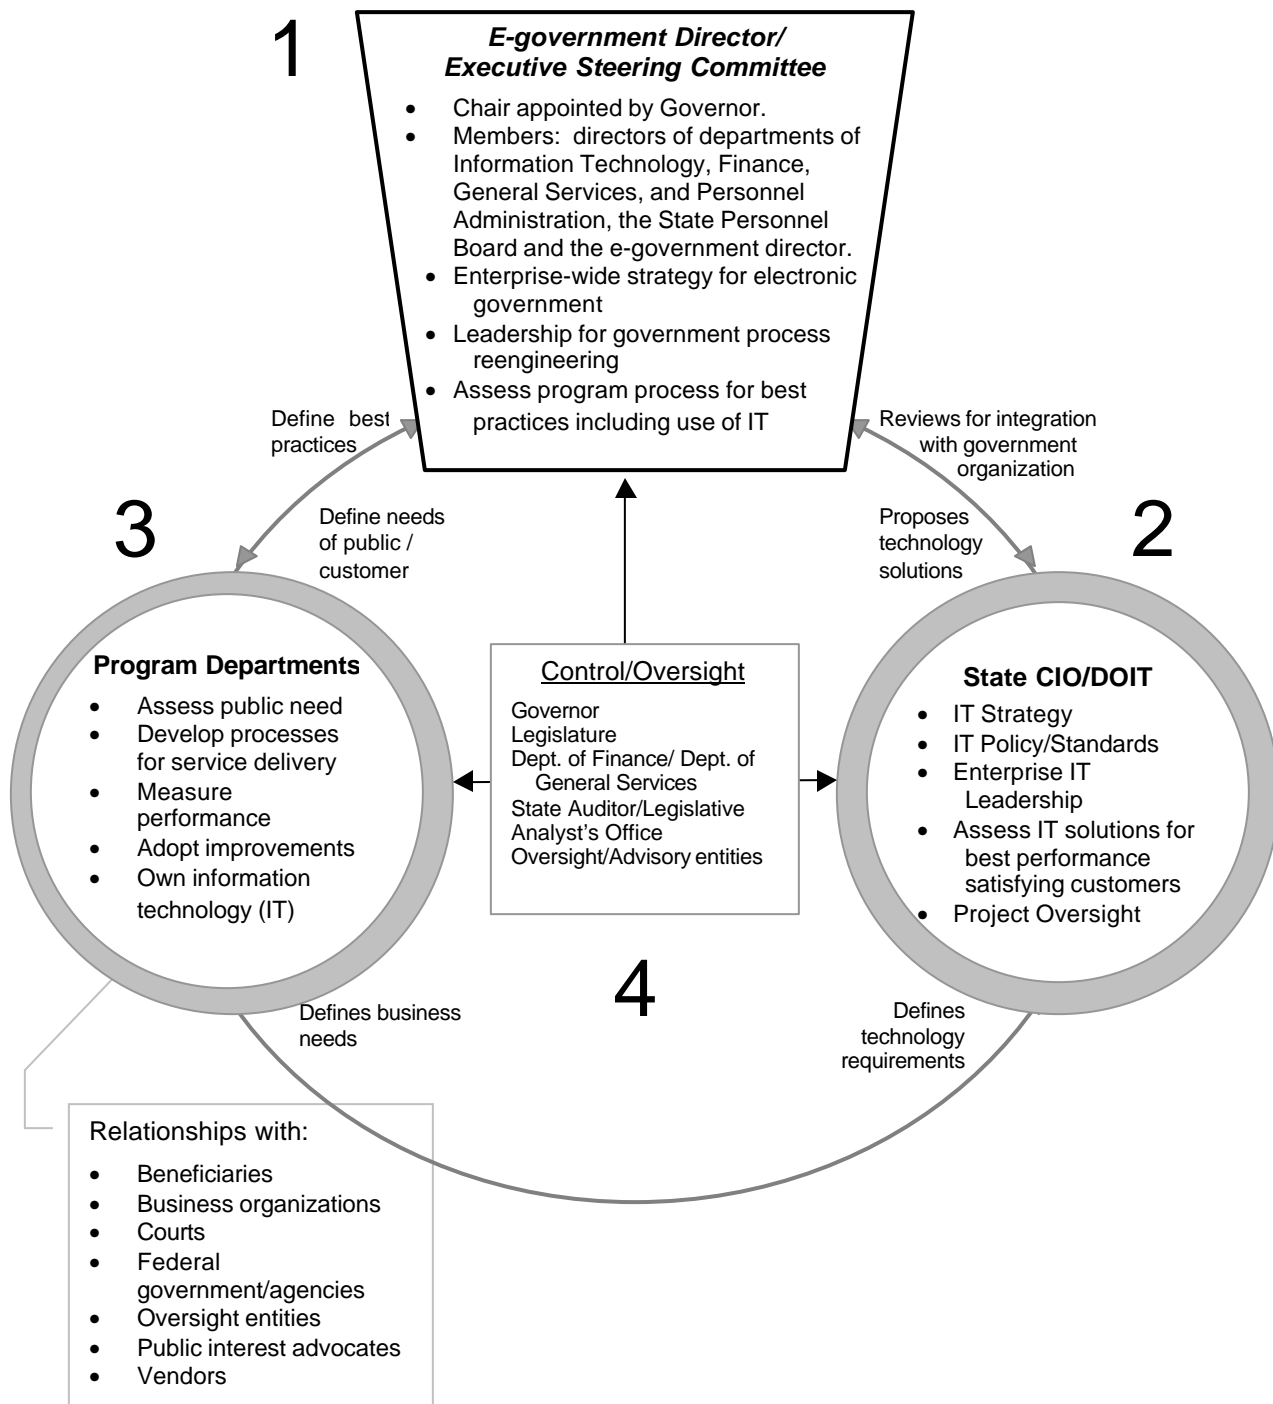 1
E-government Director/
Executive Steering Committee
• Chair appointed by Governor.
• Members: directors of departments of
Information Technology, Finance,
General Services, and Personnel
Administration, the State Personnel
Board and the e-government director.
• Enterprise-wide strategy for electronic
government
• Leadership for government process
reengineering
• Assess program process for best
practices including use of IT
Define best
practices
Reviews for integration
with government
organization
3
Define needs
of public /
customer
Proposes
technology
solutions
2
Program Departments
• Assess public need
• Develop processes
for service delivery
• Measure
performance
• Adopt improvements
• Own information
technology (IT)
Control/Oversight
Governor
Legislature
Dept. of Finance/ Dept. of
General Services
State Auditor/Legislative
Analyst's Office
Oversight/Advisory entities
State CIO/DOIT
• IT Strategy
• IT Policy/Standards
• Enterprise IT
Leadership
• Assess IT solutions for
best performance
satisfying customers
• Project Oversight
4
Defines business
needs
Defines
technology
requirements
Relationships with:
• Beneficiaries
• Business organizations
• Courts
• Federal
government/agencies
• Oversight entities
• Public interest advocates
• Vendors